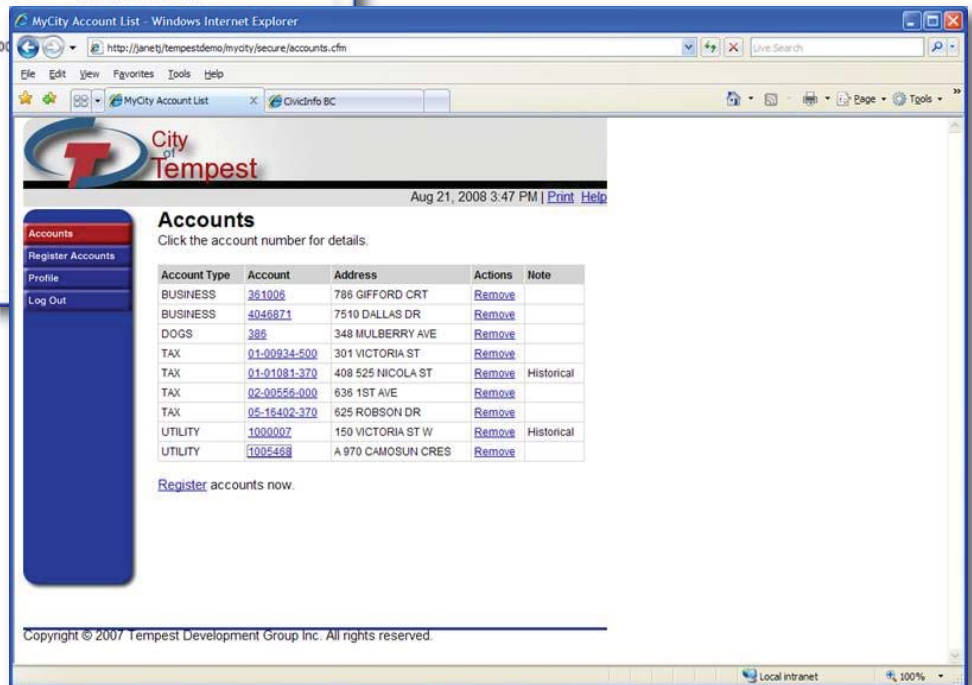 MyCity Account List - Windows Internet Explorer
http://janetj/tempestdemo/mycity/secure/accounts.cfm
Live Search
File Edit View Favorites Tools Help
MyCity Account List X CivicInfo BC
Page Tools
City
of
Tempest
Aug 21, 2008 3:47 PM | Print Help
Accounts
Register Accounts
Profile
Log Out
Accounts
Click the account number for details.
Account Type Account Address Actions Note
BUSINESS 361006 786 GIFFORD CRT Remove
BUSINESS 4046871 7510 DALLAS DR Remove
DOGS 386 348 MULBERRY AVE Remove
TAX 01-00934-500 301 VICTORIA ST Remove
TAX 01-01081-370 408 525 NICOLA ST Remove Historical
TAX 02-00556-000 636 1ST AVE Remove
TAX 05-16402-370 625 ROBSON DR Remove
UTILITY 1000007 150 VICTORIA ST W Remove Historical
UTILITY 1005468 A 970 CAMOSUN CRES Remove
Register accounts now.
Copyright © 2007 Tempest Development Group Inc. All rights reserved.
Local intranet 100%